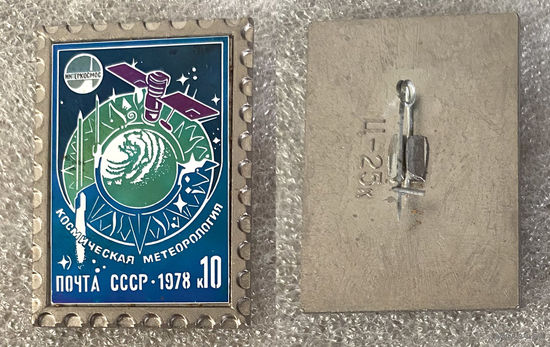 ИНТЕРКОСМОС
КОСМИЧЕСКАЯ МЕТЕОРОЛОГИЯ
ПОЧТА СССР · 1978 К10
Ц-25к